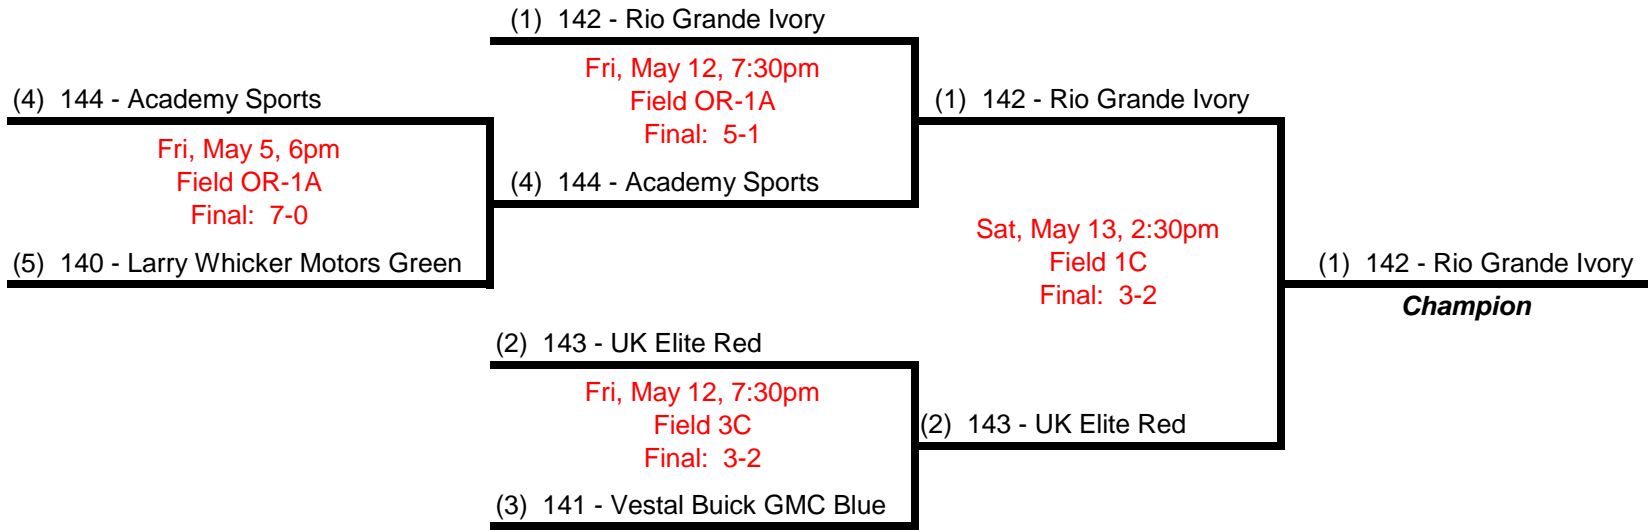 (1) 142 - Rio Grande Ivory
Fri, May 12, 7:30pm
Field OR-1A
Final: 5-1
(4) 144 - Academy Sports
Fri, May 5, 6pm
Field OR-1A
Final: 7-0
(5) 140 - Larry Whicker Motors Green
(4) 144 - Academy Sports
(1) 142 - Rio Grande Ivory
Sat, May 13, 2:30pm
Field 1C
Final: 3-2
(1) 142 - Rio Grande Ivory
Champion
(2) 143 - UK Elite Red
Fri, May 12, 7:30pm
Field 3C
Final: 3-2
(2) 143 - UK Elite Red
(3) 141 - Vestal Buick GMC Blue